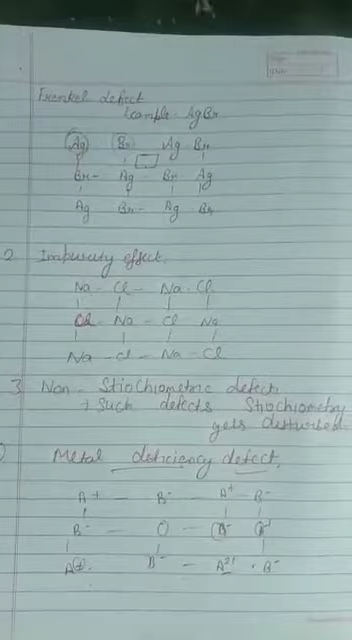 Frenkel defect
Example AgBr
Ag Br Ag Br
Br - Ag - Br Ag
Ag Br - Ag Br
2 Impurity effect.
Na - Cl - Na - Cl
Cl - Na - Cl Na
Na - Cl - Na - Cl
3 Non - Stiochiometric defect
+ Such defects Stiochiometry
gets disturbed.
Metal deficiency defect.
A+ - B- - A+ B-
B- - O - B-
A+. B- - A2+ . B-